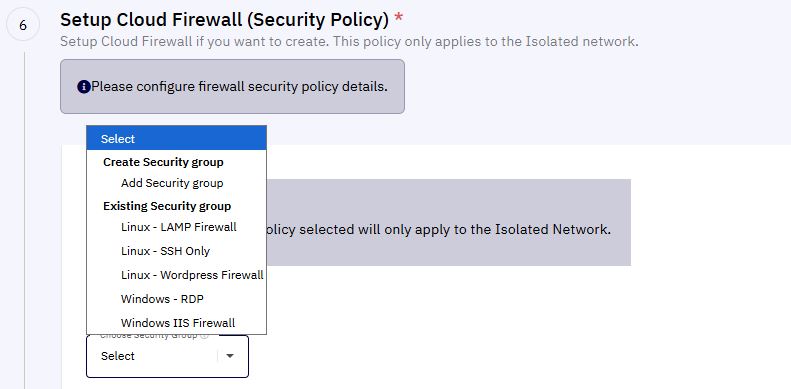 6
Setup Cloud Firewall (Security Policy) *
Setup Cloud Firewall if you want to create. This policy only applies to the Isolated network.
Please configure firewall security policy details.
Select
Create Security group
Add Security group
Existing Security group
Linux - LAMP Firewall
olicy selected will only apply to the Isolated Network.
Linux - SSH Only
Linux - Wordpress Firewall
Windows - RDP
Windows IIS Firewall
Choose Security Group
Select